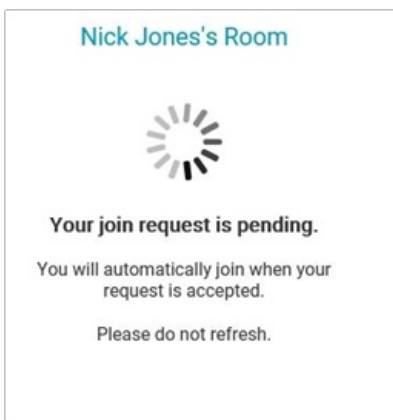 Nick Jones's Room
Your join request is pending.
You will automatically join when your
request is accepted.
Please do not refresh.